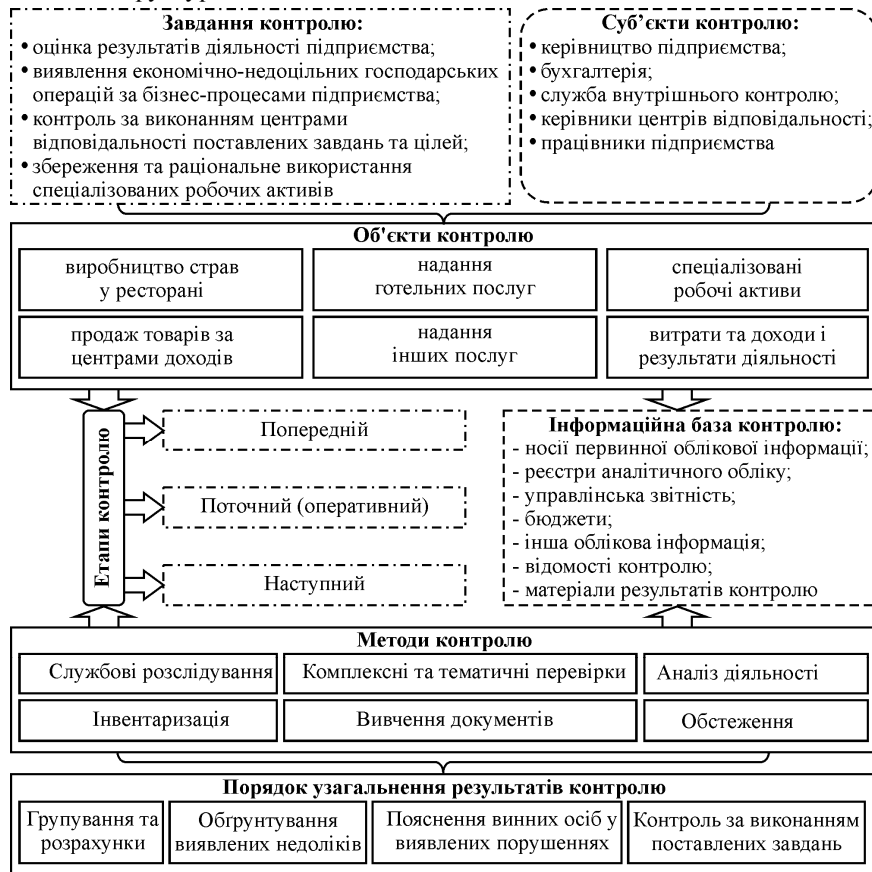 Завдання контролю:
• оцінка результатів діяльності підприємства;
• виявлення економічно-недоцільних господарських
операцій за бізнес-процесами підприємства;
• контроль за виконанням центрами
відповідальності поставлених завдань та цілей;
• збереження та раціональне використання
спеціалізованих робочих активів
Суб’єкти контролю:
• керівництво підприємства;
• бухгалтерія;
• служба внутрішнього контролю;
• керівники центрів відповідальності;
• працівники підприємства
Об'єкти контролю
виробництво страв
у ресторані
надання
готельних послуг
спеціалізовані
робочі активи
продаж товарів за
центрами доходів
надання
інших послуг
витрати та доходи і
результати діяльності
Етапи контролю
Попередній
Поточний (оперативний)
Наступний
Інформаційна база контролю:
- носії первинної облікової інформації;
- реєстри аналітичного обліку;
- управлінська звітність;
- бюджети;
- інша облікова інформація;
- відомості контролю;
- матеріали результатів контролю
Методи контролю
Службові розслідування
Комплексні та тематичні перевірки
Аналіз діяльності
Інвентаризація
Вивчення документів
Обстеження
Порядок узагальнення результатів контролю
Групування та
розрахунки
Обґрунтування
виявлених недоліків
Пояснення винних осіб у
виявлених порушеннях
Контроль за виконанням
поставлених завдань